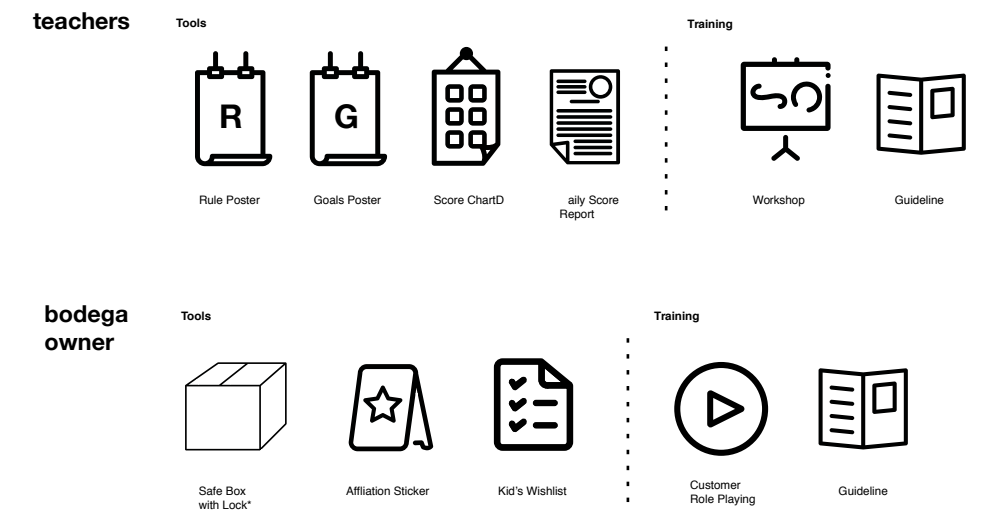 teachers
Tools
Training
R
G
Rule Poster
Goals Poster
Score ChartD
aily Score
Report
Workshop
Guideline
bodega
owner
Tools
Training
Safe Box
with Lock*
Affliation Sticker
Kid's Wishlist
Customer
Role Playing
Guideline